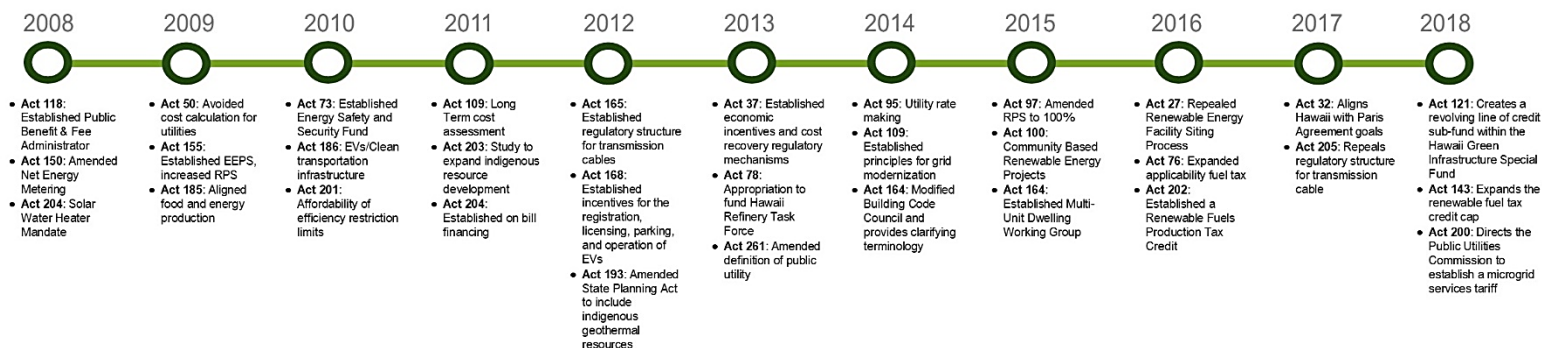 2008
• Act 118:
Established Public
Benefit & Fee
Administrator
• Act 150: Amended
Net Energy
Metering
• Act 204: Solar
Water Heater
Mandate
2009
• Act 50: Avoided
cost calculation for
utilities
• Act 155:
Established EEPS,
increased RPS
• Act 185: Aligned
food and energy
production
2010
• Act 73: Established
Energy Safety and
Security Fund
• Act 186: EVs/Clean
transportation
infrastructure
• Act 201:
Affordability of
efficiency restriction
limits
2011
• Act 109: Long
Term cost
assessment
• Act 203: Study to
expand indigenous
resource
development
• Act 204:
Established on bill
financing
2012
• Act 165:
Established
regulatory structure
for transmission
cables
• Act 168:
Established
incentives for the
registration,
licensing, parking,
and operation of
EVs
• Act 193: Amended
State Planning Act
to include
indigenous
geothermal
resources
2013
• Act 37: Established
economic
incentives and cost
recovery regulatory
mechanisms
• Act 78:
Appropriation to
fund Hawaii
Refinery Task
Force
• Act 261: Amended
definition of public
utility
2014
• Act 95: Utility rate
making
• Act 109:
Established
principles for grid
modernization
• Act 164: Modified
Building Code
Council and
provides clarifying
terminology
2015
• Act 97: Amended
RPS to 100%
• Act 100:
Community Based
Renewable Energy
Projects
• Act 164:
Established Multi-
Unit Dwelling
Working Group
2016
• Act 27: Repealed
Renewable Energy
Facility Siting
Process
• Act 76: Expanded
applicability fuel tax
• Act 202:
Established a
Renewable Fuels
Production Tax
Credit
2017
• Act 32: Aligns
Hawaii with Paris
Agreement goals
• Act 205: Repeals
regulatory structure
for transmission
cable
2018
• Act 121: Creates a
revolving line of credit
sub-fund within the
Hawaii Green
Infrastructure Special
Fund
• Act 143: Expands the
renewable fuel tax
credit cap
• Act 200: Directs the
Public Utilities
Commission to
establish a microgrid
services tariff